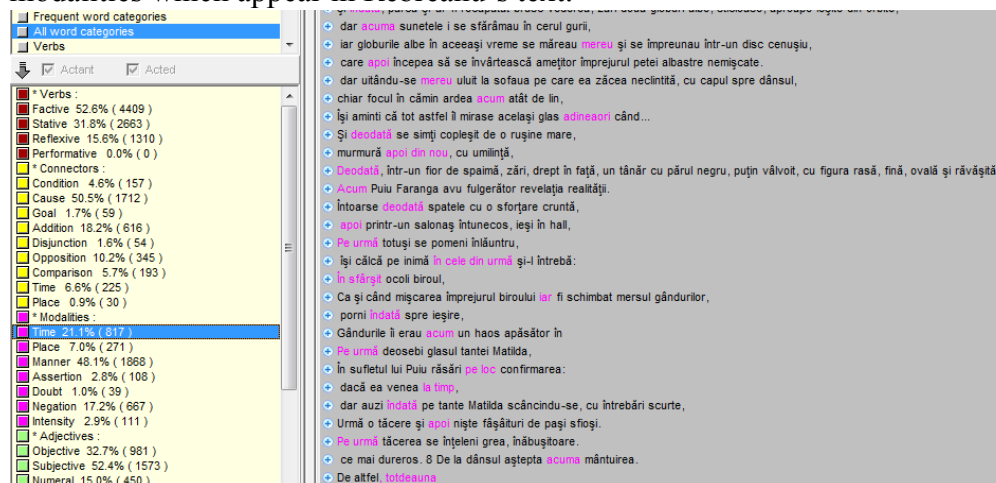 modalities which appear in Rebreanu's text.
Frequent word categories
All word categories
Verbs
Actant Acted
* Verbs :
Factive 52.6% ( 4409 )
Stative 31.8% ( 2663 )
Reflexive 15.6% ( 1310 )
Performative 0.0% ( 0 )
* Connectors :
Condition 4.6% ( 157 )
Cause 50.5% ( 1712 )
Goal 1.7% ( 59 )
Addition 18.2% ( 616 )
Disjunction 1.6% ( 54 )
Opposition 10.2% ( 345 )
Comparison 5.7% ( 193 )
Time 6.6% ( 225 )
Place 0.9% ( 30 )
* Modalities :
Time 21.1% ( 817 )
Place 7.0% ( 271 )
Manner 48.1% ( 1868 )
Assertion 2.8% ( 108 )
Doubt 1.0% ( 39 )
Negation 17.2% ( 667 )
Intensity 2.9% ( 111 )
* Adjectives :
Objective 32.7% ( 981 )
Subjective 52.4% ( 1573 )
Numeral 15.0% ( 450 )
dar acuma sunetele i se sfărâmau în cerul gurii,
iar globurile albe în aceeaşi vreme se măreau mereu şi se împreunau într-un disc cenuşiu,
care apoi începea să se învârtească ameţitor împrejurul petei albastre nemişcate.
dar uitându-se mereu uluit la sofaua pe care ea zăcea neclintită, cu capul spre dânsul,
chiar focul în cămin ardea acum atât de lin,
Îşi aminti că tot astfel îl mirase acelaşi glas adineaori când...
Şi deodată se simţi copleşit de o ruşine mare,
murmură apoi din nou, cu umilinţă,
Deodată, într-un fior de spaimă, zări, drept în faţă, un tânăr cu părul negru, puţin vâlvoit, cu figura rasă, fină, ovală şi răvăşită
Acum Puiu Faranga avu fulgerător revelaţia realităţii.
Întoarse deodată spatele cu o sforţare cruntă,
apoi printr-un salonaş întunecos, ieşi în hall,
Pe urmă totuşi se pomeni înlăuntru,
îşi călcă pe inimă în cele din urmă şi-l întrebă:
În sfârşit ocoli biroul,
Ca şi când mişcarea împrejurul biroului iar fi schimbat mersul gândurilor,
porni îndată spre ieşire,
Gândurile îi erau acum un haos apăsător în
Pe urmă deosebi glasul tantei Matilda,
În sufletul lui Puiu răsări pe loc confirmarea:
dacă ea venea la timp,
dar auzi îndată pe tante Matilda scâncindu-se, cu întrebări scurte,
Urmă o tăcere şi apoi nişte fâşâituri de paşi sfioşi.
Pe urmă tăcerea se înţeleni grea, înăbuşitoare.
ce mai dureros. 8 De la dânsul aştepta acuma mântuirea.
De altfel, totdeauna